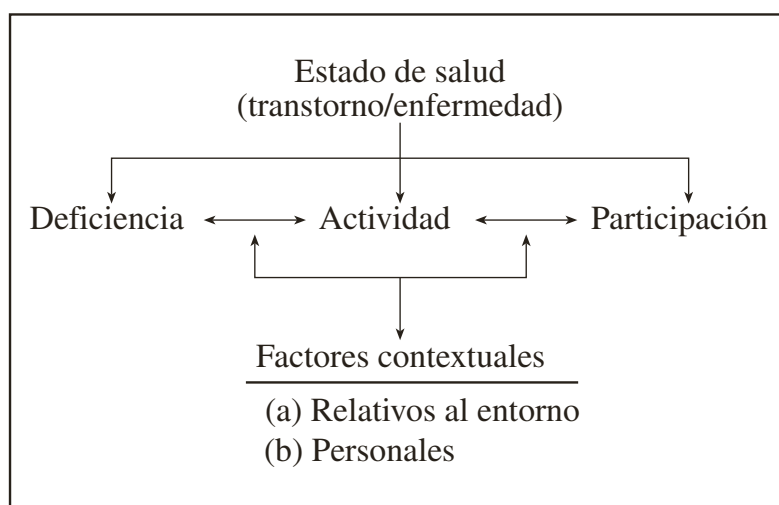 Estado de salud
(transtorno/enfermedad)
Deficiencia Actividad Participación
Factores contextuales
(a) Relativos al entorno
(b) Personales